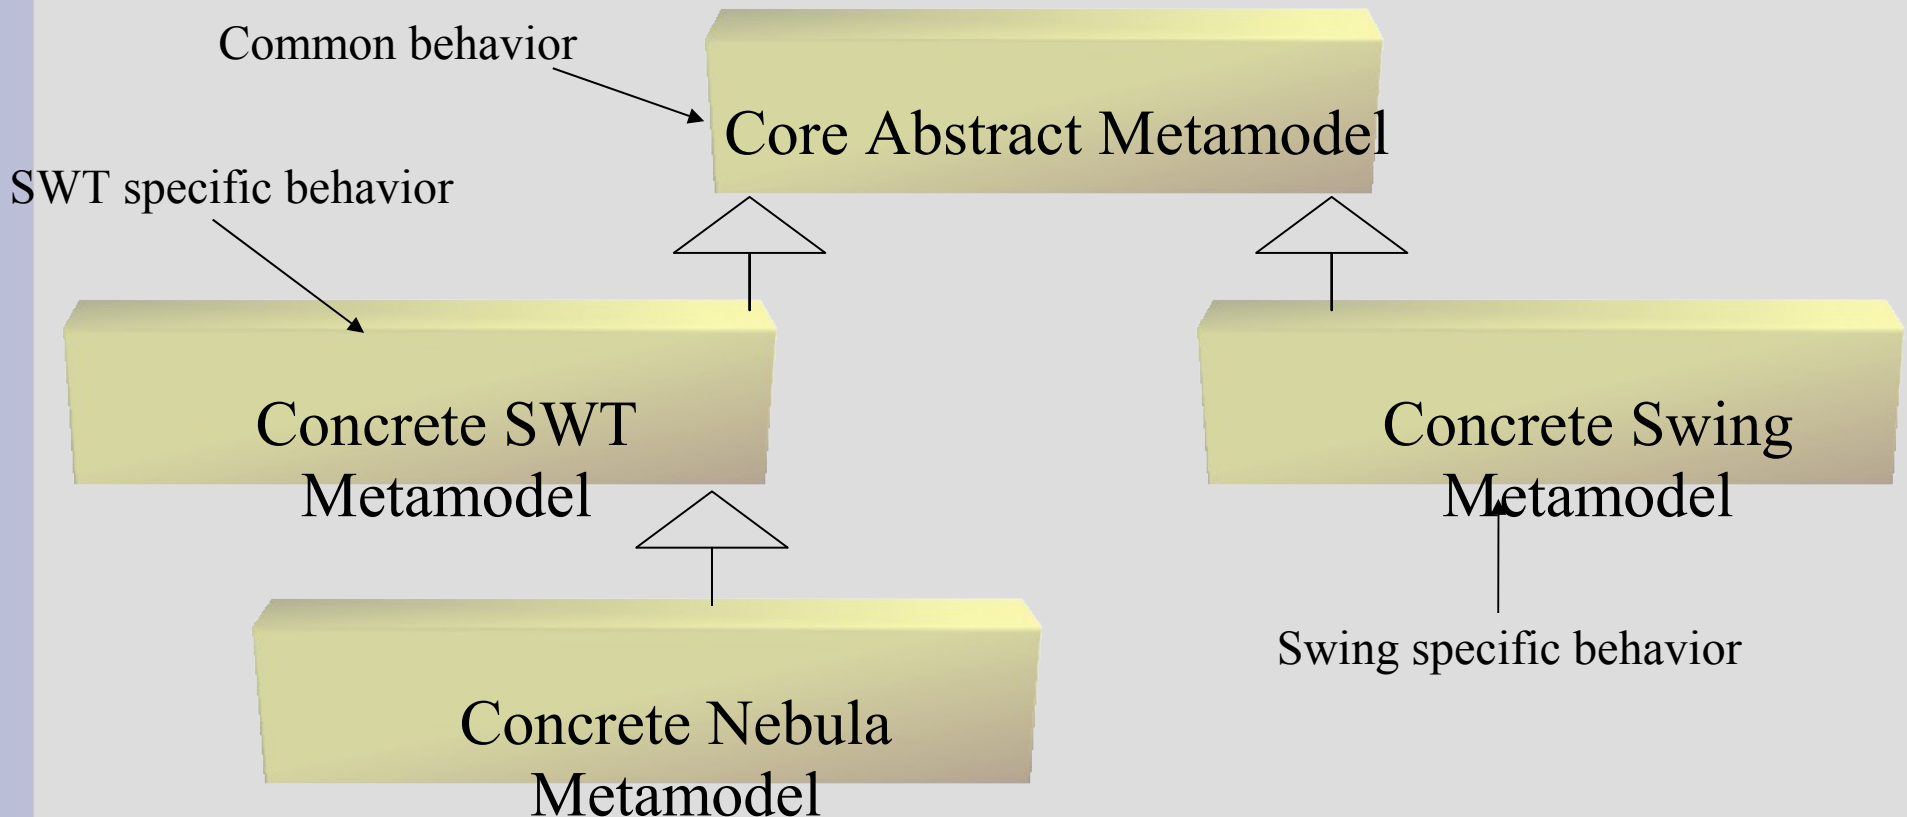 Common behavior
Core Abstract Metamodel
SWT specific behavior
Concrete SWT
Metamodel
Concrete Swing
Metamodel
Swing specific behavior
Concrete Nebula
Metamodel